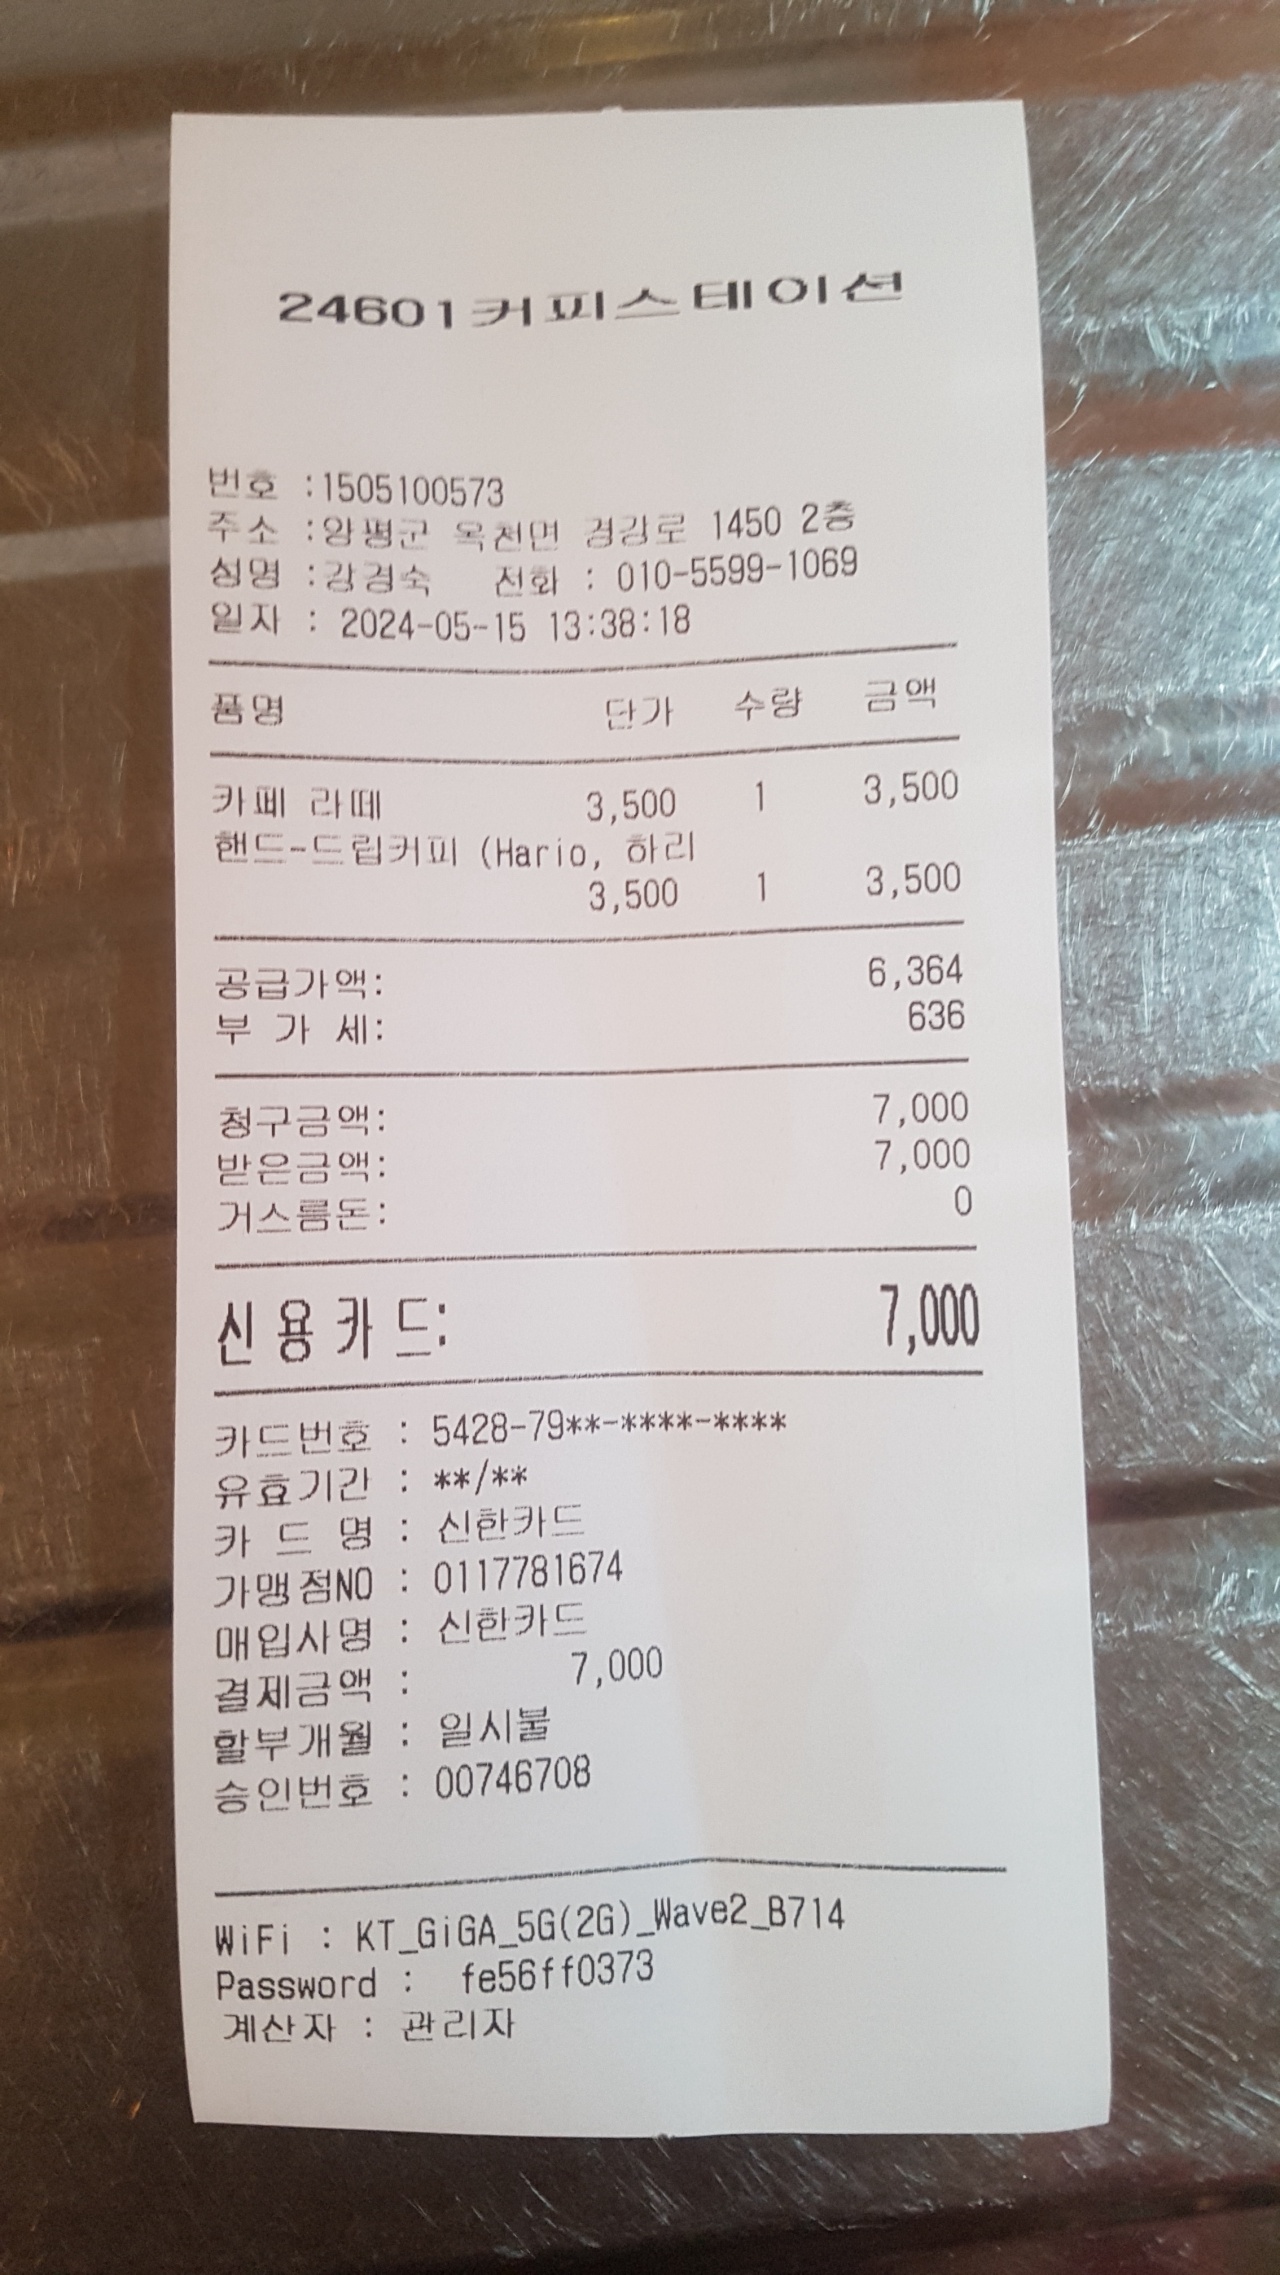 24601커피스테이션
번호 :1505100573
주소 :양평군 옥천면 경강로 1450 2층
성명 :강경숙 전화 : 010-5599-1069
일자 : 2024-05-15 13:38:18
품명 단가 수량 금액
카페 라떼 3,500 1 3,500
핸드-드립커피 (Hario, 하리
3,500 1 3,500
공급가액: 6,364
부 가 세: 636
청구금액: 7,000
받은금액: 7,000
거스름돈: 0
신용카드: 7,000
카드번호 : 5428-79**-****-****
유효기간 : **/**
카 드 명 : 신한카드
가맹점NO : 0117781674
매입사명 : 신한카드
결제금액 : 7,000
할부개월 : 일시불
승인번호 : 00746708
WiFi : KT_GiGA_5G(2G)_Wave2_B714
Password : fe56ff0373
계산자 : 관리자